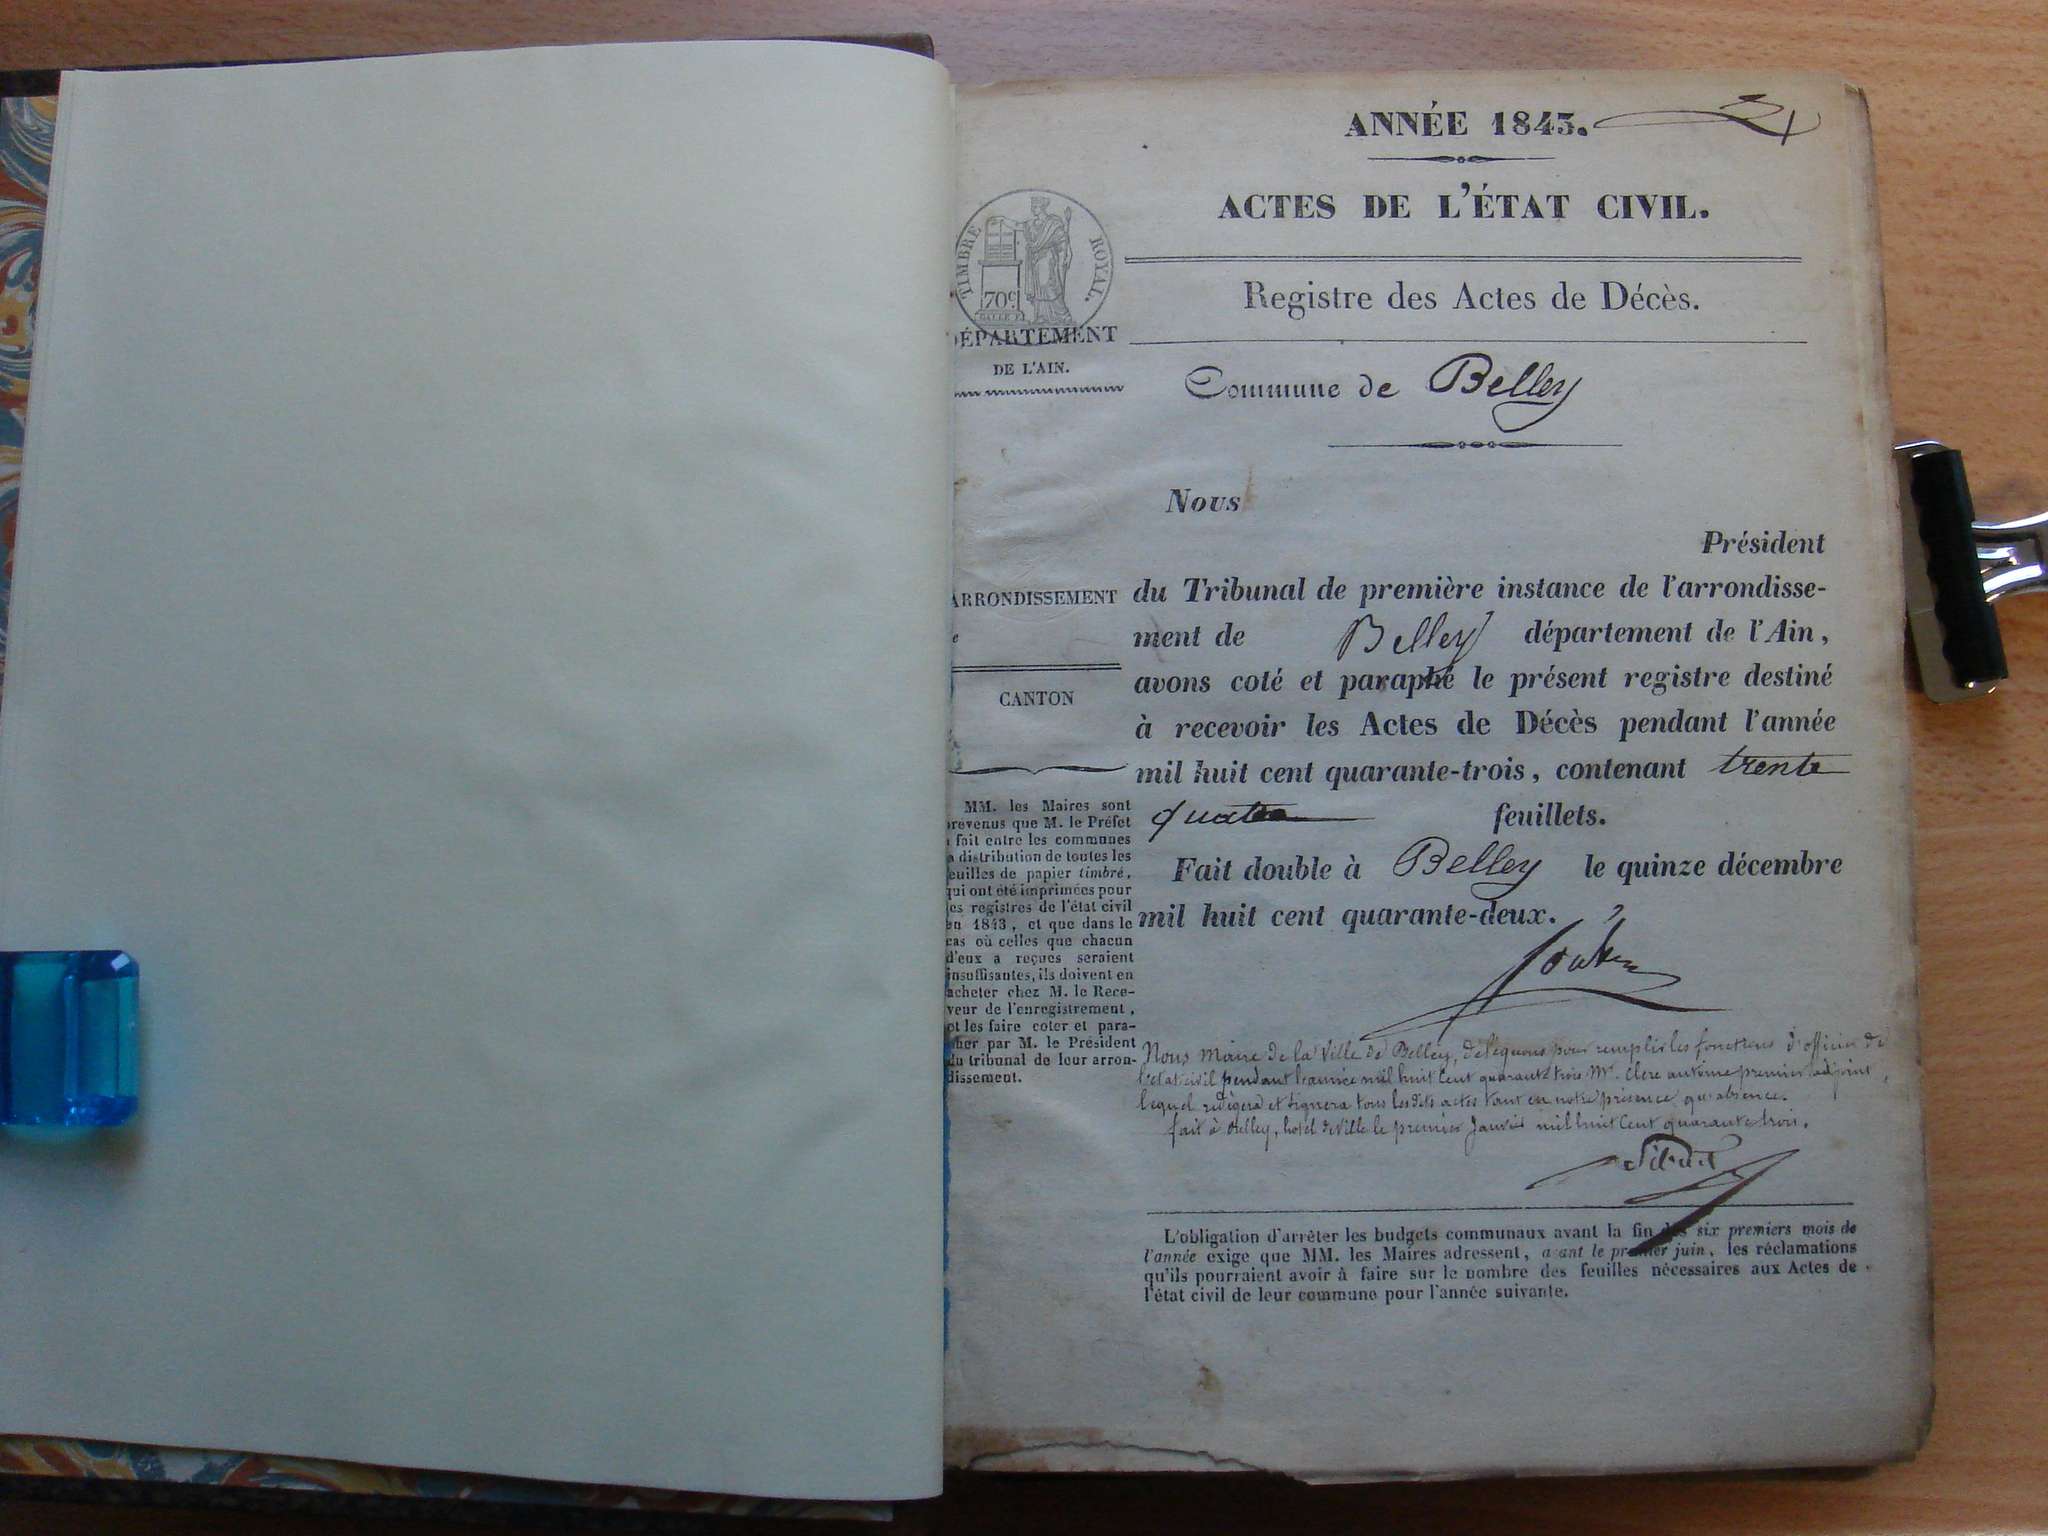 ANNÉE 1843.
ACTES DE L'ÉTAT CIVIL.
TIMBRE ROYAL.
70c
Registre des Actes de Décès.
DÉPARTEMENT
DE L'AIN.
Commune de Belley
Nous
Président
ARRONDISSEMENT
e
CANTON
du Tribunal de première instance de l'arrondisse-
ment de Belley département de l'Ain,
avons coté et paraphé le présent registre destiné
à recevoir les Actes de Décès pendant l'année
mil huit cent quarante-trois, contenant trente
quatre feuillets.
Fait double à Belley le quinze décembre
mil huit cent quarante-deux.
MM. les Maires sont
prevenus que M. le Préfet
a fait entre les communes
a distribution de toutes les
feuilles de papier timbré,
qui ont été imprimées pour
les registres de l'état civil
en 1843, et que dans le
cas où celles que chacun
d'eux a reçues seraient
insuffisantes, ils doivent en
acheter chez M. le Rece-
veur de l'enregistrement,
et les faire coter et para-
pher par M. le Président
du tribunal de leur arron-
dissement.
Nous Maire de la Ville de Belley, deleguons pour remplir les fonctions d'officier de
l'etat civil pendant l'année mil huit cent quarante trois Mr. Clerc antoine premier adjoint,
lequel redigera et signera tous lesdits actes tant en notre presence qu'absence.
fait à Belley, hotel de Ville le premier Janvier mil huit cent quarante trois.
L'obligation d'arrêter les budgets communaux avant la fin des six premiers mois de
l'année exige que MM. les Maires adressent, avant le premier juin, les réclamations
qu'ils pourraient avoir à faire sur le nombre des feuilles nécessaires aux Actes de
l'état civil de leur commune pour l'année suivante.